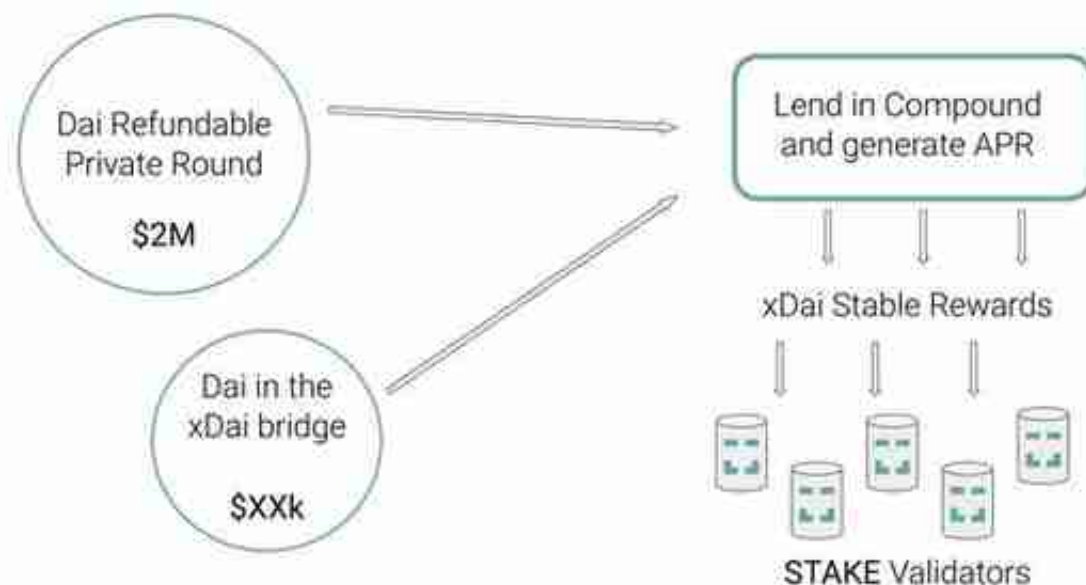 Dai Refundable
Private Round
$2M
Dai in the
xDai bridge
$XXk
Lend in Compound
and generate APR
xDai Stable Rewards
STAKE Validators